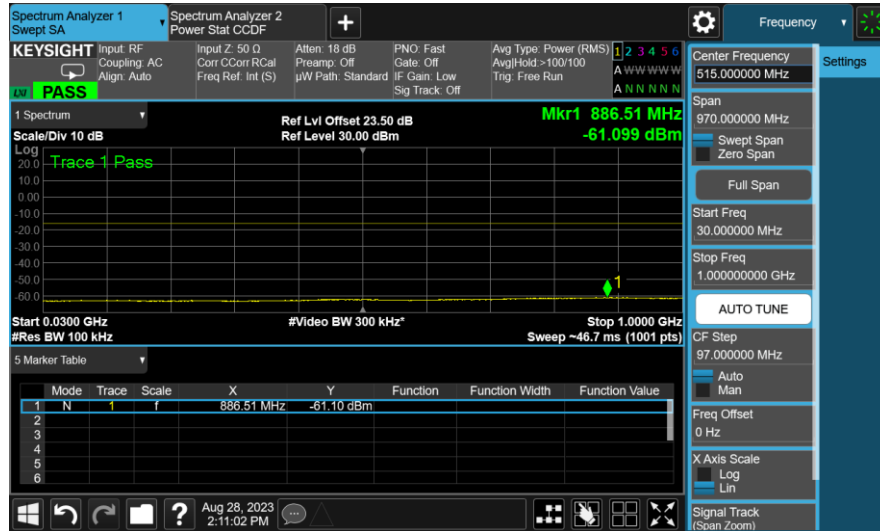 Spectrum Analyzer 1
Swept SA
Spectrum Analyzer 2
Power Stat CCDF
Frequency
KEYSIGHT
LXI
PASS
Input: RF
Coupling: AC
Align: Auto
Input Z: 50 Ω
Corr CCorr RCal
Freq Ref: Int (S)
Atten: 18 dB
Preamp: Off
µW Path: Standard
PNO: Fast
Gate: Off
IF Gain: Low
Sig Track: Off
Avg Type: Power (RMS)
Avg|Hold:>100/100
Trig: Free Run
1 2 3 4 5 6
A W W W W W
A N N N N N
1 Spectrum
Scale/Div 10 dB
Ref Lvl Offset 23.50 dB
Ref Level 30.00 dBm
Mkr1 886.51 MHz
-61.099 dBm
Log
Trace 1 Pass
20.0
10.0
0.00
-10.0
-20.0
-30.0
-40.0
-50.0
-60.0
1
Start 0.0300 GHz
#Res BW 100 kHz
#Video BW 300 kHz*
Stop 1.0000 GHz
Sweep ~46.7 ms (1001 pts)
5 Marker Table
Mode Trace Scale X Y Function Function Width Function Value
1 N 1 f 886.51 MHz -61.10 dBm
2
3
4
5
6
Aug 28, 2023
2:11:02 PM
Center Frequency
515.000000 MHz
Settings
Span
970.000000 MHz
Swept Span
Zero Span
Full Span
Start Freq
30.000000 MHz
Stop Freq
1.000000000 GHz
AUTO TUNE
CF Step
97.000000 MHz
Auto
Man
Freq Offset
0 Hz
X Axis Scale
Log
Lin
Signal Track
(Span Zoom)